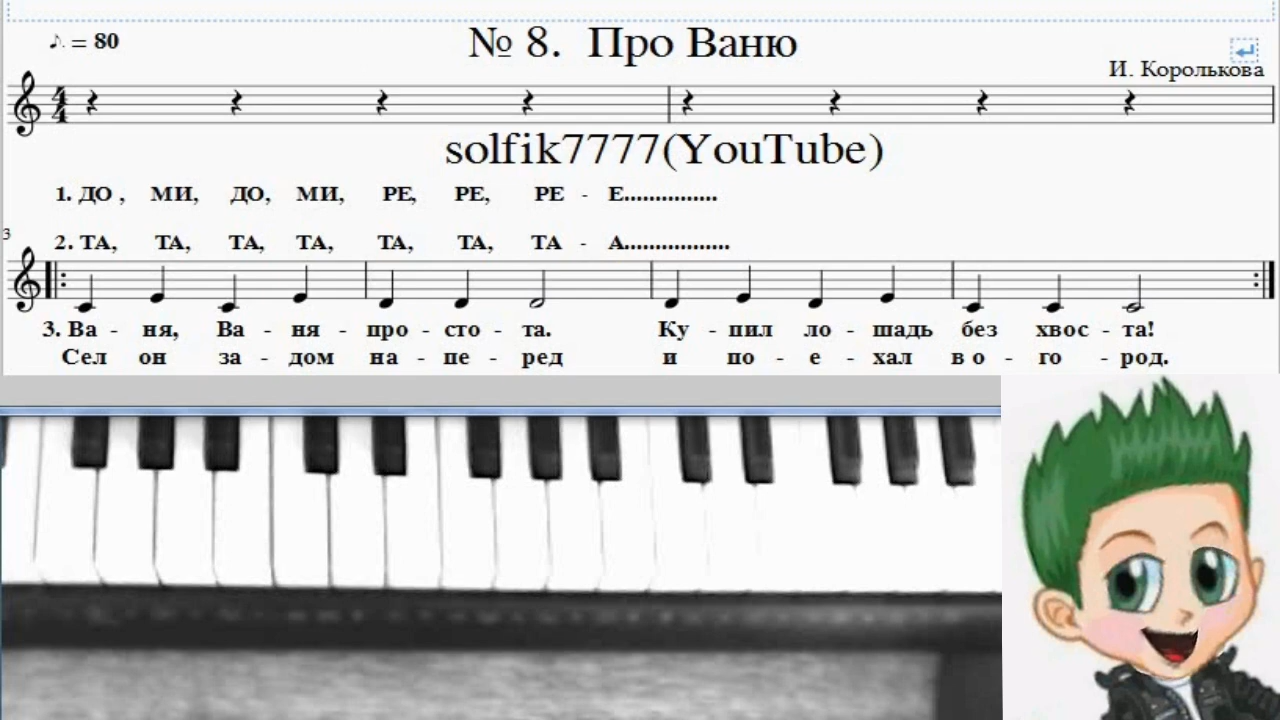 ♪. = 80
№ 8. Про Ваню
И. Королькова
4
4
solfik7777(YouTube)
1. ДО , МИ, ДО, МИ, РЕ, РЕ, РЕ - Е...............
3
2. ТА, ТА, ТА, ТА, ТА, ТА, ТА - А.................
3. Ва - ня, Ва - ня - про - сто - та. Ку - пил ло - шадь без хвос - та!
Сел он за - дом на - пе - ред и по - е - хал в о - го - род.